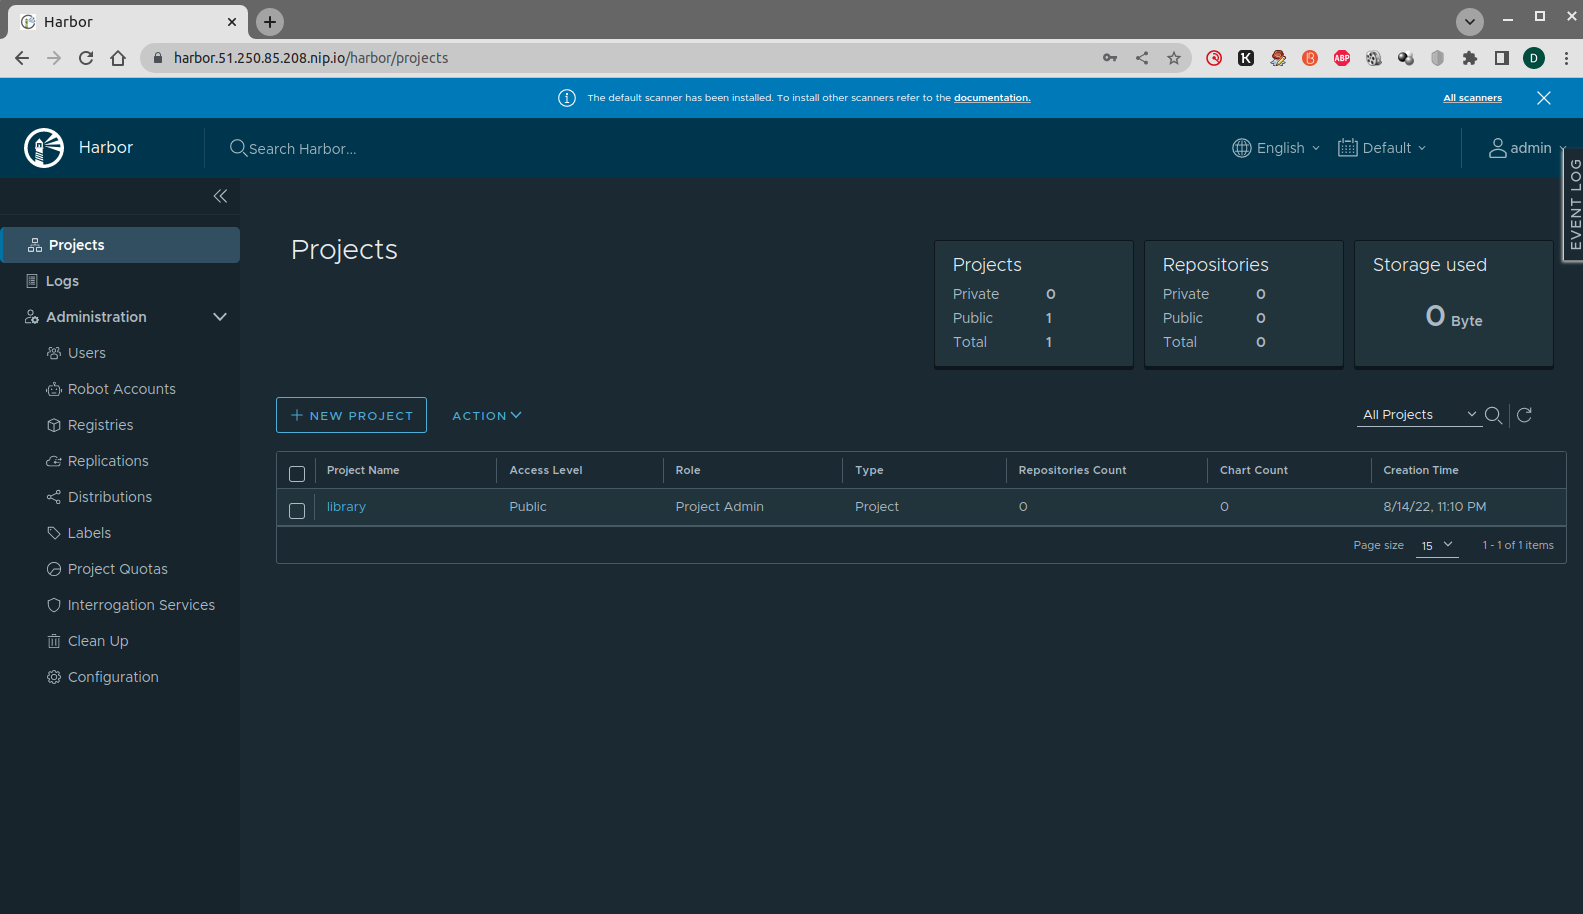 Harbor
harbor.51.250.85.208.nip.io/harbor/projects
K
B
ABP
D
The default scanner has been installed. To install other scanners refer to the documentation.
All scanners
Harbor
Search Harbor...
English
Default
admin
EVENT LOG
Projects
Logs
Administration
Users
Robot Accounts
Registries
Replications
Distributions
Labels
Project Quotas
Interrogation Services
Clean Up
Configuration
Projects
Projects
Private 0
Public 1
Total 1
Repositories
Private 0
Public 0
Total 0
Storage used
0 Byte
+ NEW PROJECT
ACTION
All Projects
Project Name Access Level Role Type Repositories Count Chart Count Creation Time
library Public Project Admin Project 0 0 8/14/22, 11:10 PM
Page size 15 1 - 1 of 1 items